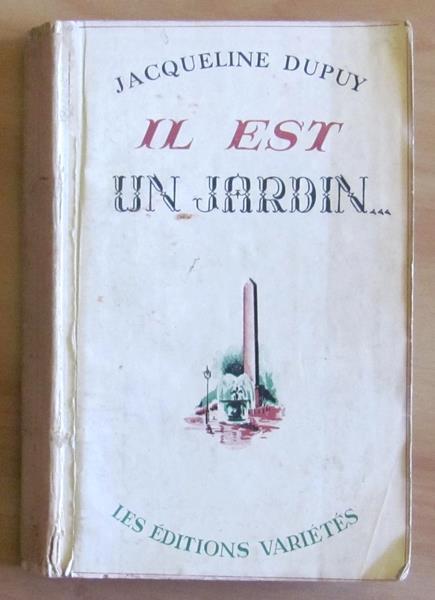 JACQUELINE DUPUY
IL EST
UN JARDIN...
LES ÉDITIONS VARIÉTÉS